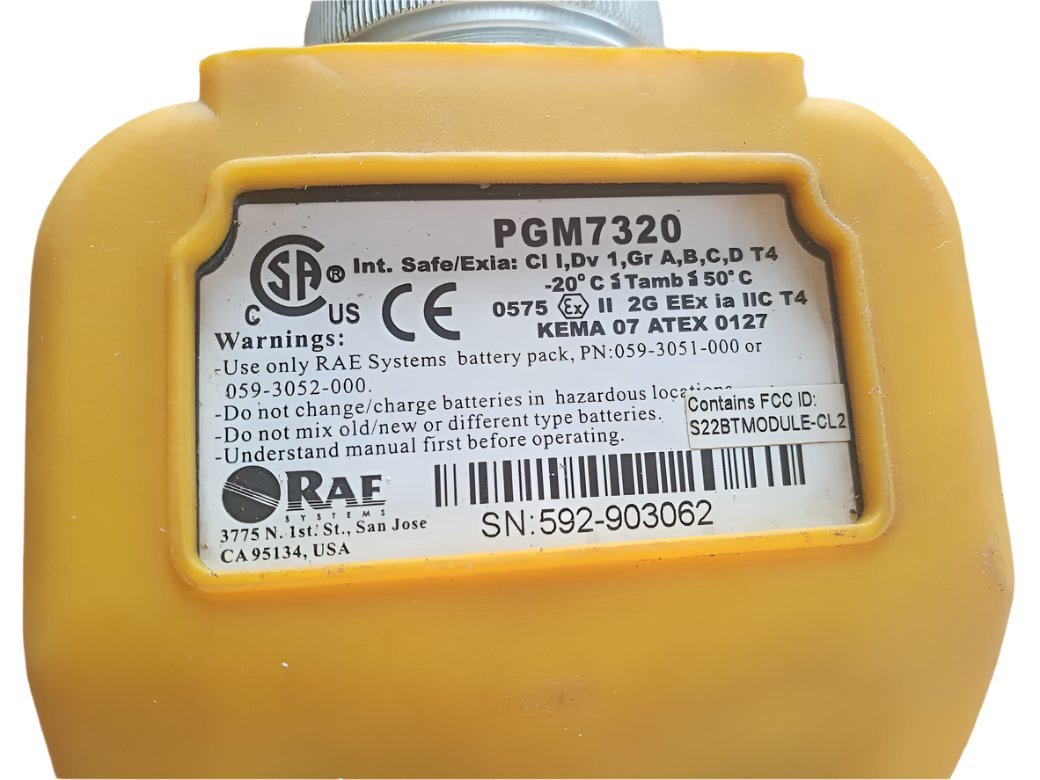 PGM7320
CSA ® C US
Int. Safe/Exia: Cl I,Dv 1,Gr A,B,C,D T4
-20°C ≤ Tamb ≤ 50°C
CE 0575 Ex II 2G EEx ia IIC T4
KEMA 07 ATEX 0127
Warnings:
-Use only RAE Systems battery pack, PN:059-3051-000 or
059-3052-000.
-Do not change/charge batteries in hazardous locations
-Do not mix old/new or different type batteries.
-Understand manual first before operating.
Contains FCC ID:
S22BTMODULE-CL2
RAE
SYSTEMS
3775 N. 1st. St., San Jose
CA 95134, USA
SN:592-903062